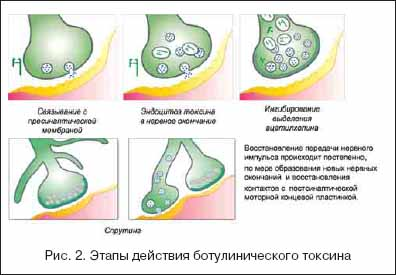 Связывание с
пресинаптической
мембраной
Эндоцитоз токсина
в нервное окончание
Ингибирование
выделения
ацетилхолина
Восстановление передачи нервного
импульса происходит постепенно,
по мере образования новых нервных
окончаний и восстановления
контактов с постсинаптической
моторной концевой пластинкой.
Спрутинг
Рис. 2. Этапы действия ботулинического токсина